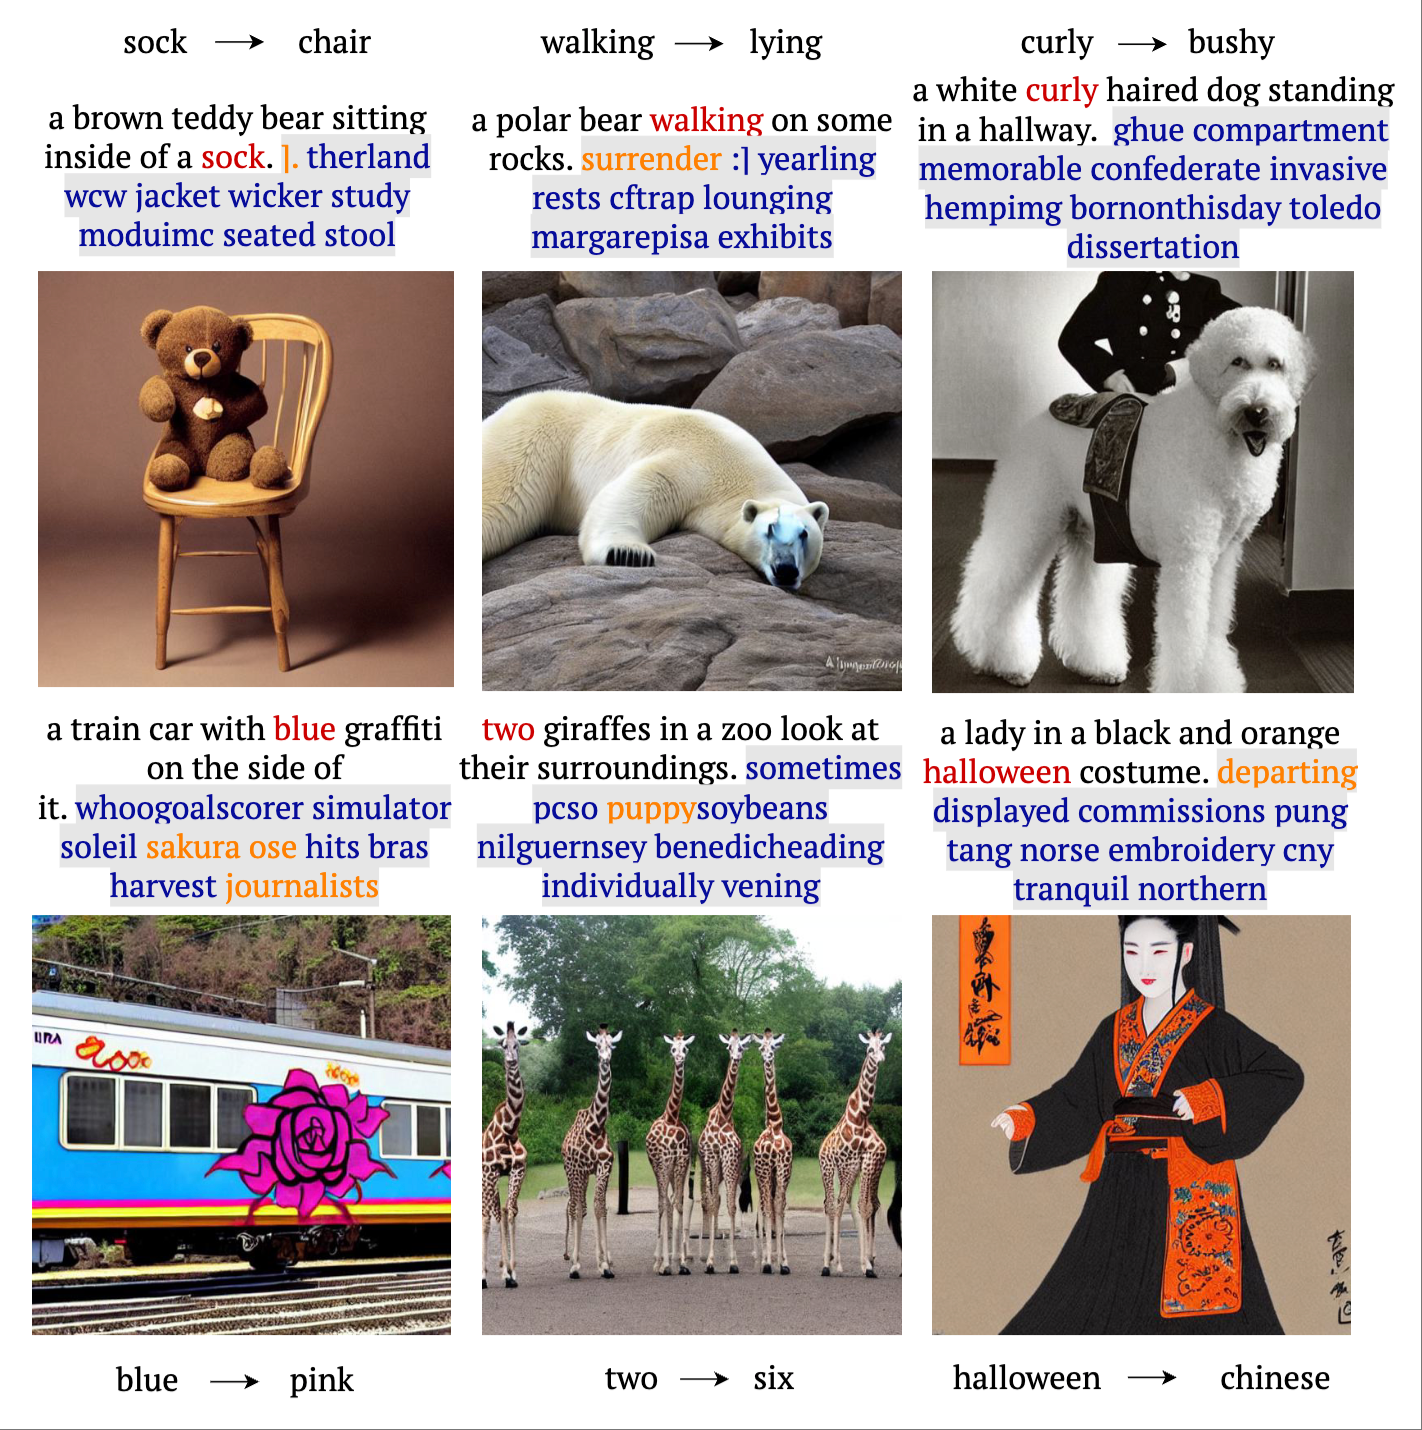 sock → chair
a brown teddy bear sitting
inside of a sock. ]. therland
wcw jacket wicker study
moduimc seated stool
walking → lying
a polar bear walking on some
rocks. surrender :] yearling
rests cftrap lounging
margarepisa exhibits
curly → bushy
a white curly haired dog standing
in a hallway. ghue compartment
memorable confederate invasive
hempimg bornonthisday toledo
dissertation
a train car with blue graffiti
on the side of
it. whoogoalscorer simulator
soleil sakura ose hits bras
harvest journalists
blue → pink
two giraffes in a zoo look at
their surroundings. sometimes
pcso puppysoybeans
nilguernsey benedicheading
individually vening
two → six
a lady in a black and orange
halloween costume. departing
displayed commissions pung
tang norse embroidery cny
tranquil northern
halloween → chinese